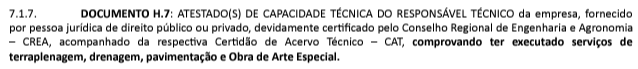 7.1.7. DOCUMENTO H.7: ATESTADO(S) DE CAPACIDADE TÉCNICA DO RESPONSÁVEL TÉCNICO da empresa, fornecido
por pessoa jurídica de direito público ou privado, devidamente certificado pelo Conselho Regional de Engenharia e Agronomia
– CREA, acompanhado da respectiva Certidão de Acervo Técnico – CAT, comprovando ter executado serviços de
terraplenagem, drenagem, pavimentação e Obra de Arte Especial.